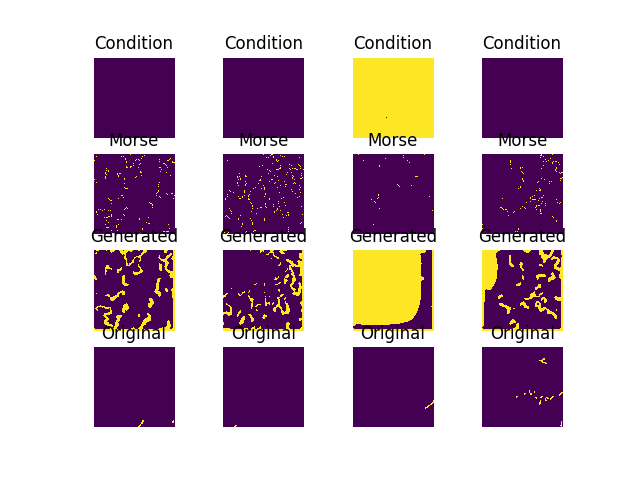 Condition Condition Condition Condition
Morse Morse Morse Morse
Generated Generated Generated Generated
Original Original Original Original